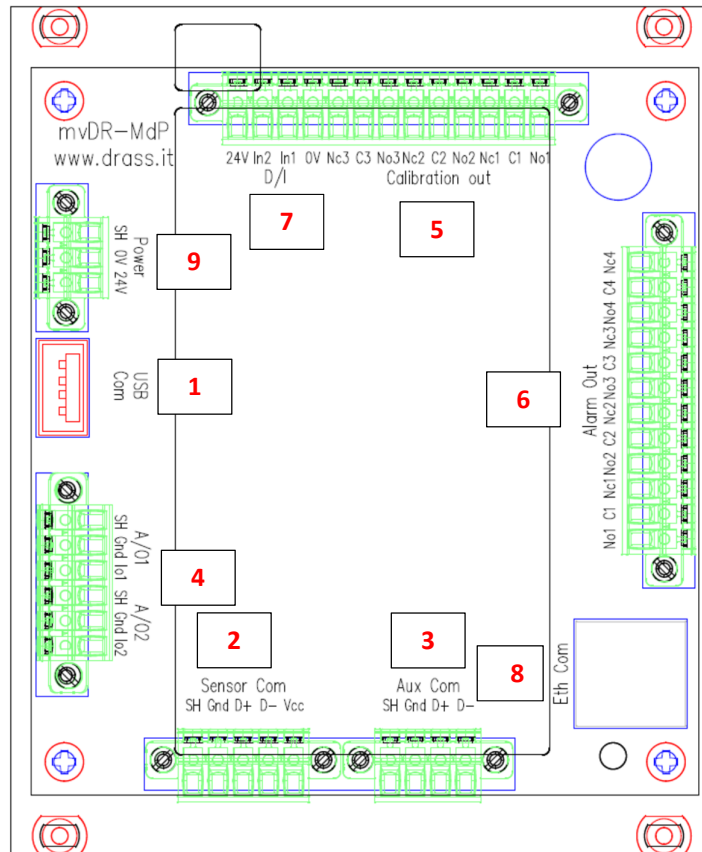 mvDR-MdP
www.drass.it
24V In2 In1 0V Nc3 C3 No3 Nc2 C2 No2 Nc1 C1 No1
D/I
Calibration out
7
5
Power
SH 0V 24V
9
Nc4
C4
No4
Nc3
C3
No3
Nc2
C2
No2
Nc1
C1
No1
Alarm Out
USB
Com
1
6
A/O1
SH Gnd Io1
A/O2
SH Gnd Io2
4
2
3
8
Sensor Com
SH Gnd D+ D- Vcc
Aux Com
SH Gnd D+ D-
Eth Com